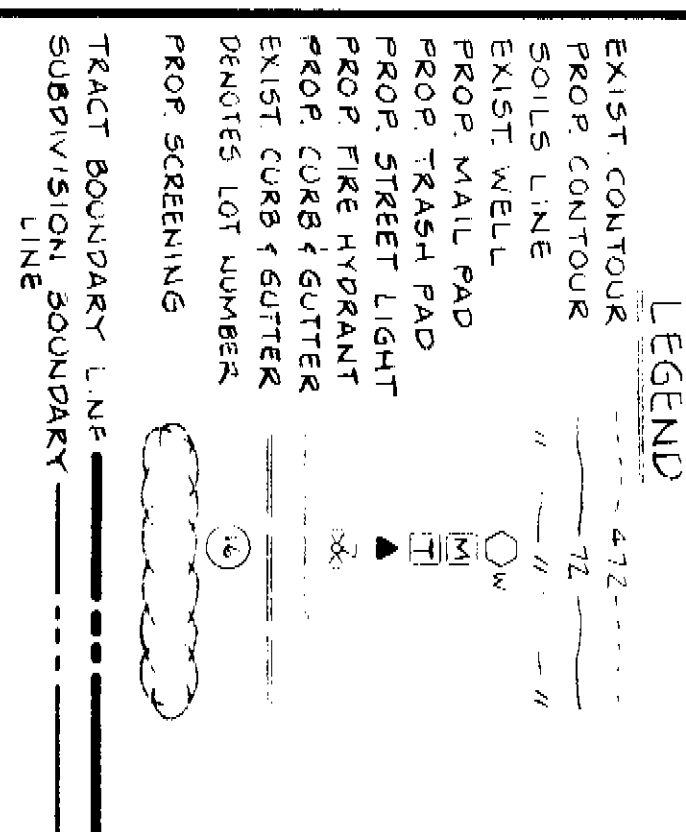 LEGEND
EXIST. CONTOUR 472
PROP. CONTOUR 72
SOILS LINE
EXIST. WELL W
PROP. MAIL PAD M
PROP. TRASH PAD T
PROP. STREET LIGHT
PROP. FIRE HYDRANT
PROP. CURB & GUTTER
EXIST. CURB & GUTTER
DENOTES LOT NUMBER 16
PROP. SCREENING
TRACT BOUNDARY LINE
SUBDIVISION BOUNDARY
LINE